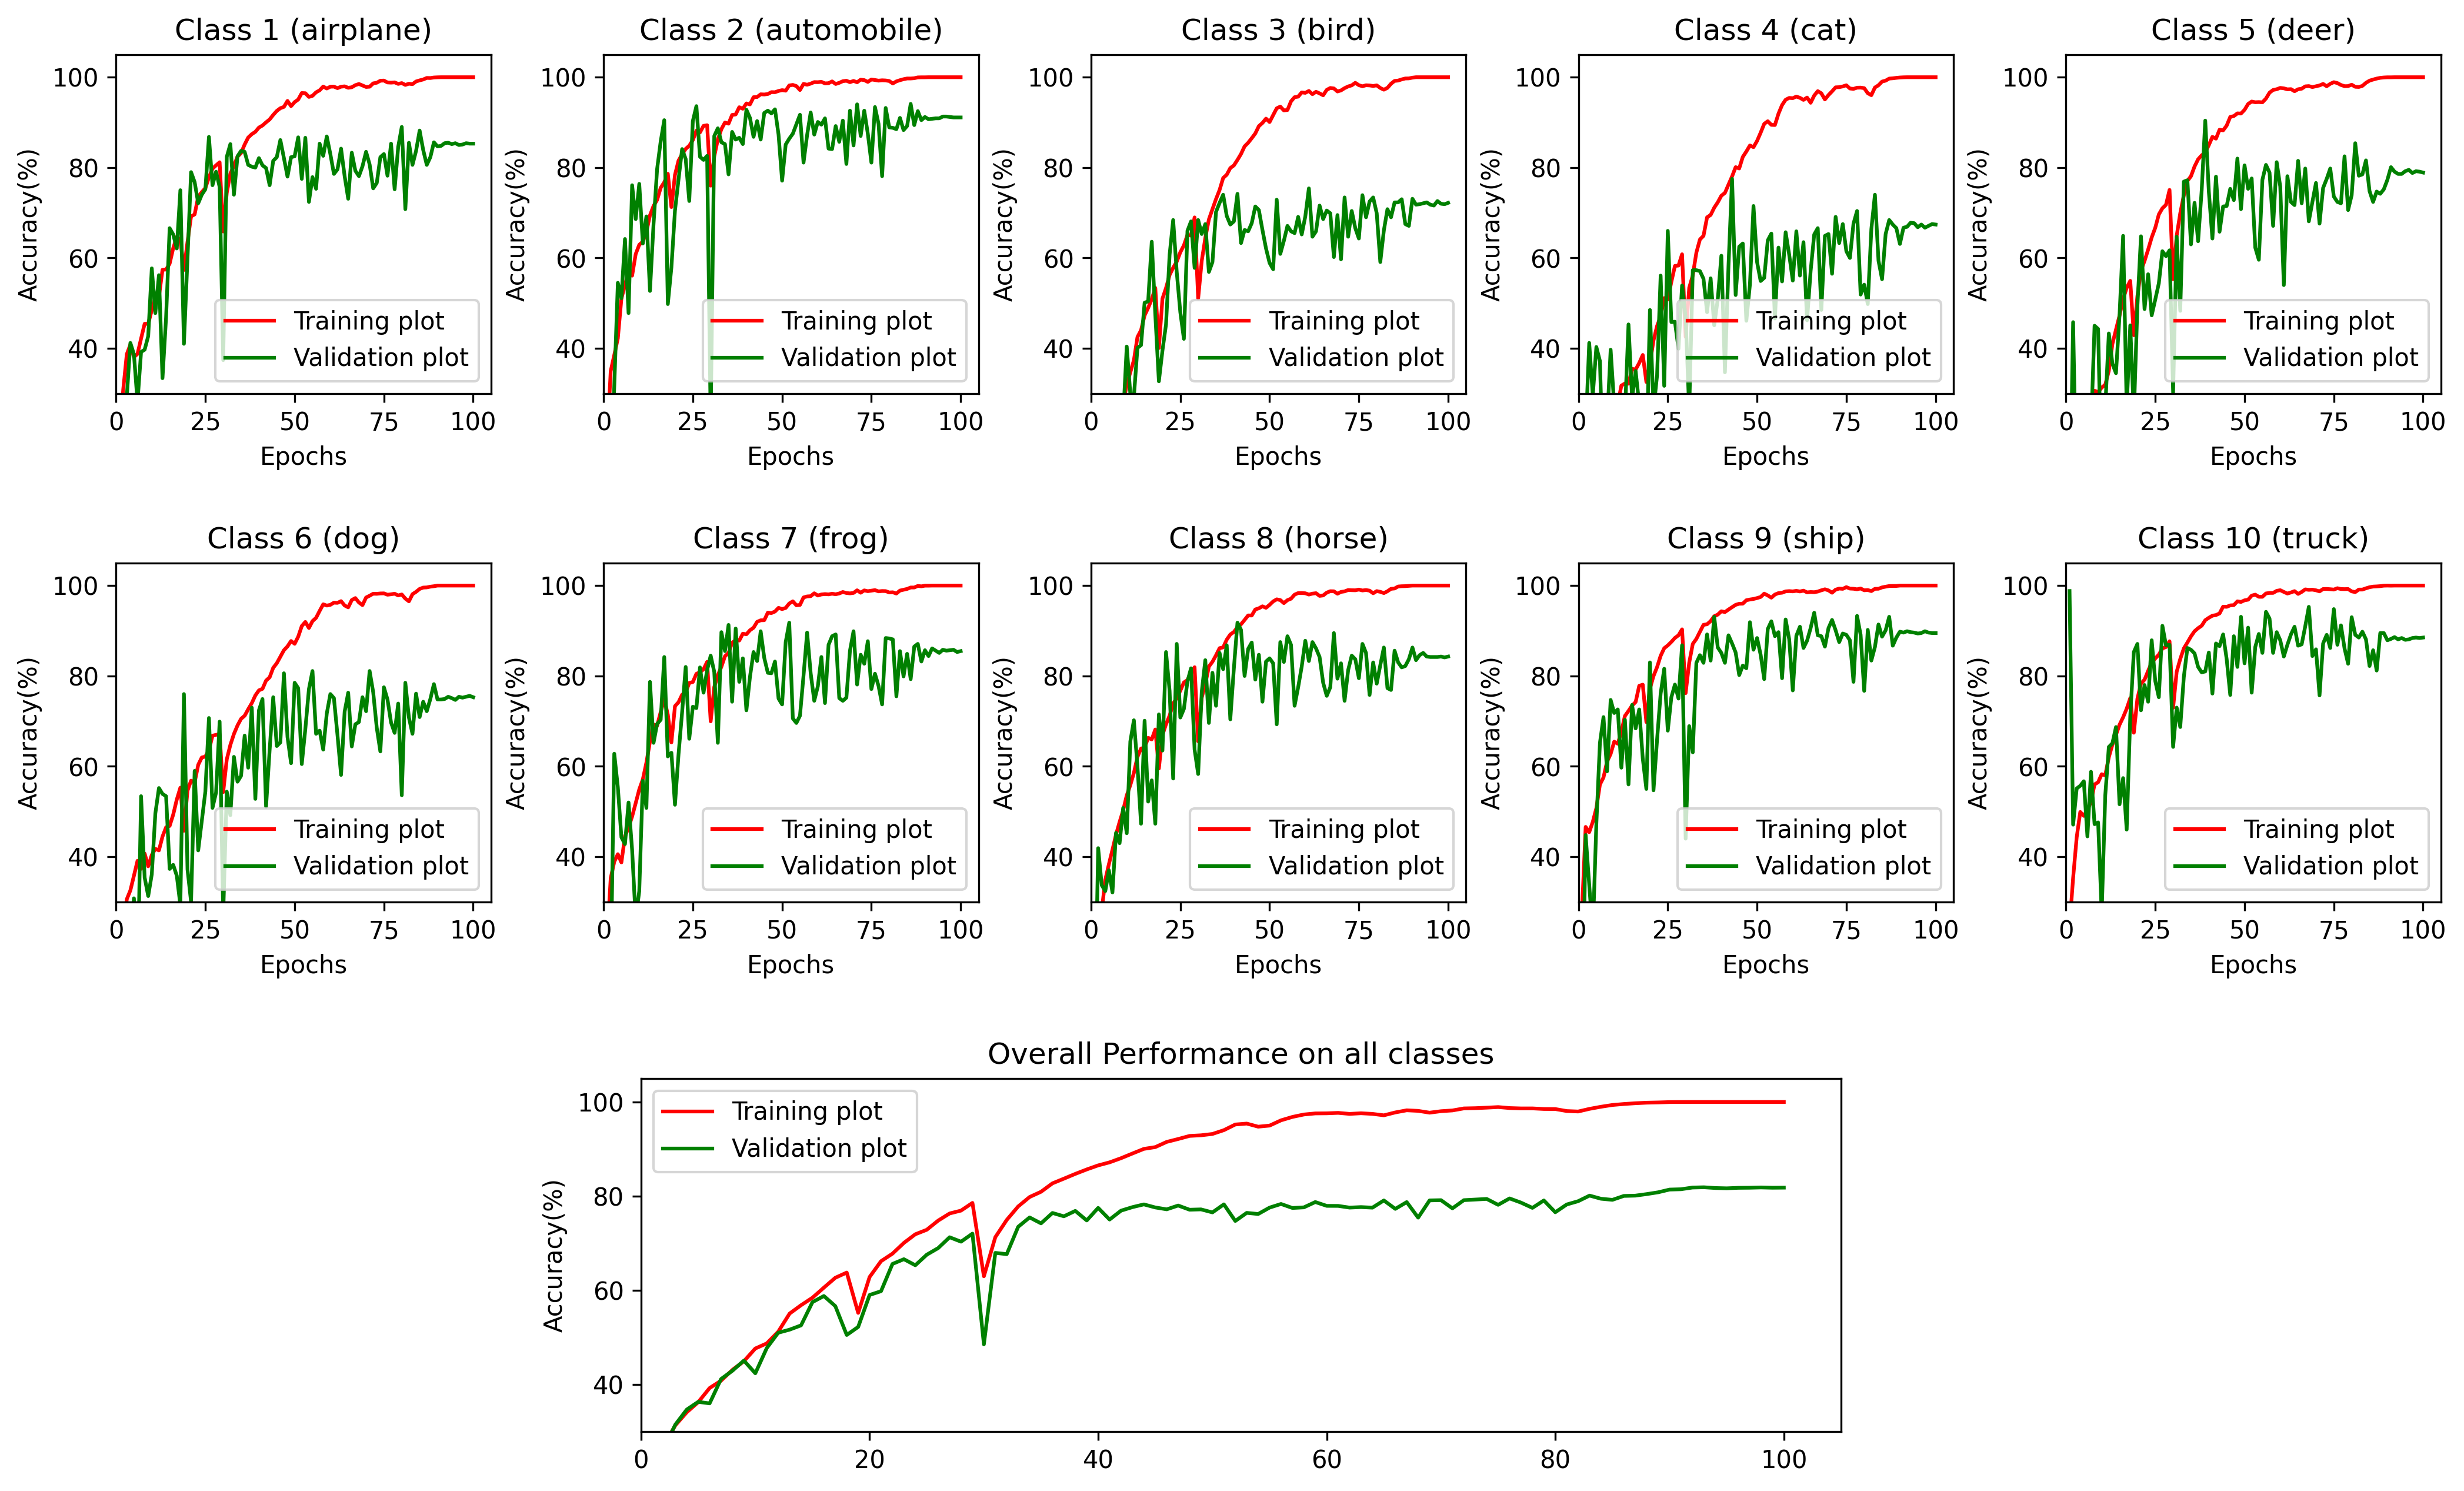 Class 1 (airplane)
Accuracy(%)
100
80
60
40
0 25 50 75 100
Epochs
Training plot
Validation plot
Class 2 (automobile)
Accuracy(%)
100
80
60
40
0 25 50 75 100
Epochs
Training plot
Validation plot
Class 3 (bird)
Accuracy(%)
100
80
60
40
0 25 50 75 100
Epochs
Training plot
Validation plot
Class 4 (cat)
Accuracy(%)
100
80
60
40
0 25 50 75 100
Epochs
Training plot
Validation plot
Class 5 (deer)
Accuracy(%)
100
80
60
40
0 25 50 75 100
Epochs
Training plot
Validation plot
Class 6 (dog)
Accuracy(%)
100
80
60
40
0 25 50 75 100
Epochs
Training plot
Validation plot
Class 7 (frog)
Accuracy(%)
100
80
60
40
0 25 50 75 100
Epochs
Training plot
Validation plot
Class 8 (horse)
Accuracy(%)
100
80
60
40
0 25 50 75 100
Epochs
Training plot
Validation plot
Class 9 (ship)
Accuracy(%)
100
80
60
40
0 25 50 75 100
Epochs
Training plot
Validation plot
Class 10 (truck)
Accuracy(%)
100
80
60
40
0 25 50 75 100
Epochs
Training plot
Validation plot
Overall Performance on all classes
Accuracy(%)
100
80
60
40
0 20 40 60 80 100
Training plot
Validation plot